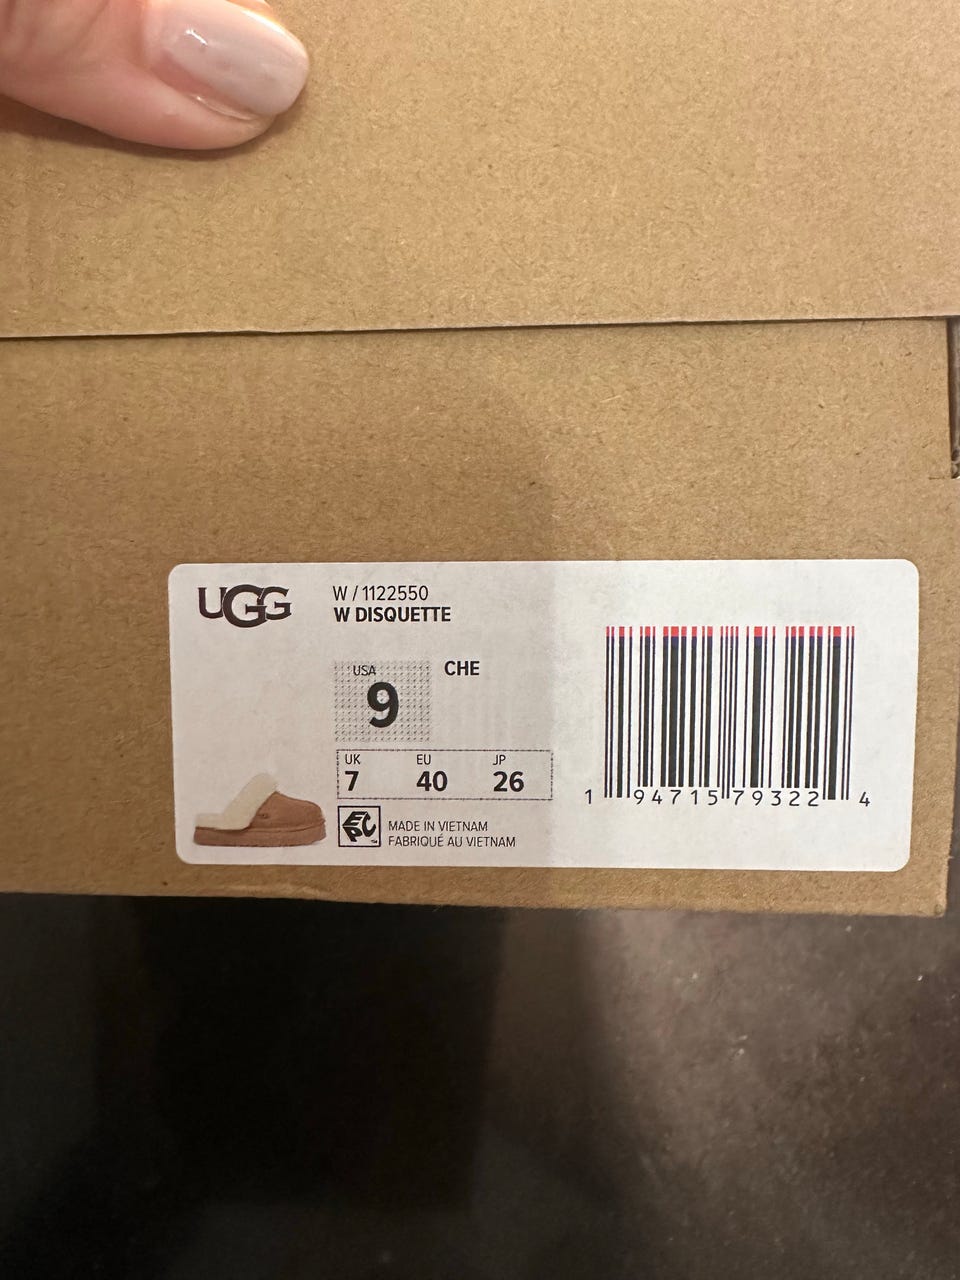 UGG
W / 1122550
W DISQUETTE
USA
9
CHE
UK EU JP
7 40 26
EPC
MADE IN VIETNAM
FABRIQUÉ AU VIETNAM
1 94715 79322 4